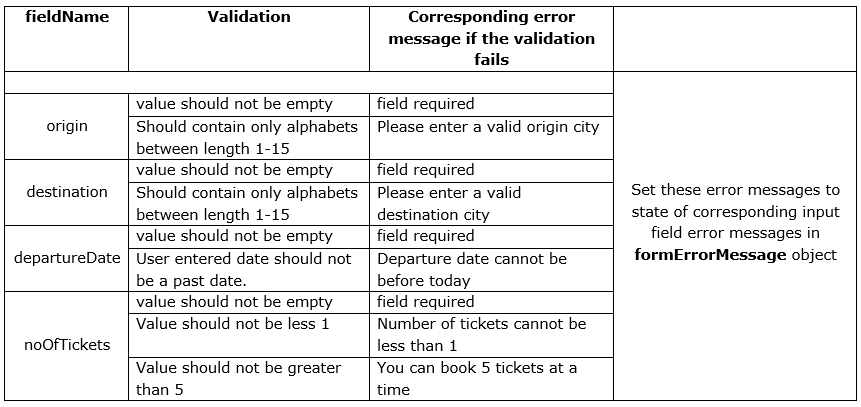 fieldName
Validation
Corresponding error
message if the validation
fails
origin
value should not be empty
field required
Should contain only alphabets
between length 1-15
Please enter a valid origin city
destination
value should not be empty
field required
Should contain only alphabets
between length 1-15
Please enter a valid
destination city
departureDate
value should not be empty
field required
User entered date should not
be a past date.
Departure date cannot be
before today
noOfTickets
value should not be empty
field required
Value should not be less 1
Number of tickets cannot be
less than 1
Value should not be greater
than 5
You can book 5 tickets at a
time
Set these error messages to
state of corresponding input
field error messages in
formErrorMessage object